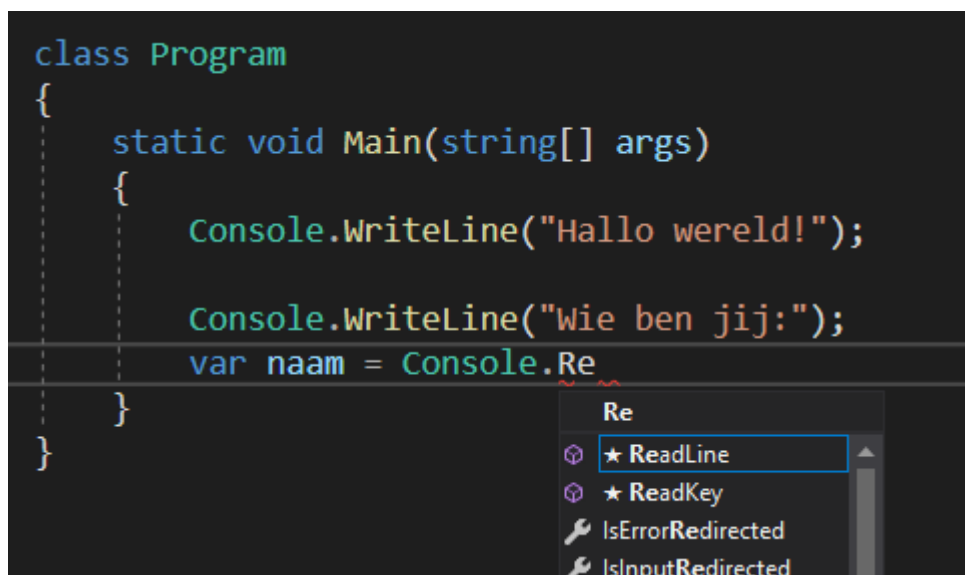 class Program
{
static void Main(string[] args)
{
Console.WriteLine("Hallo wereld!");
Console.WriteLine("Wie ben jij:");
var naam = Console.Re
}
}
Re
★ ReadLine
★ ReadKey
IsErrorRedirected
IsInputRedirected